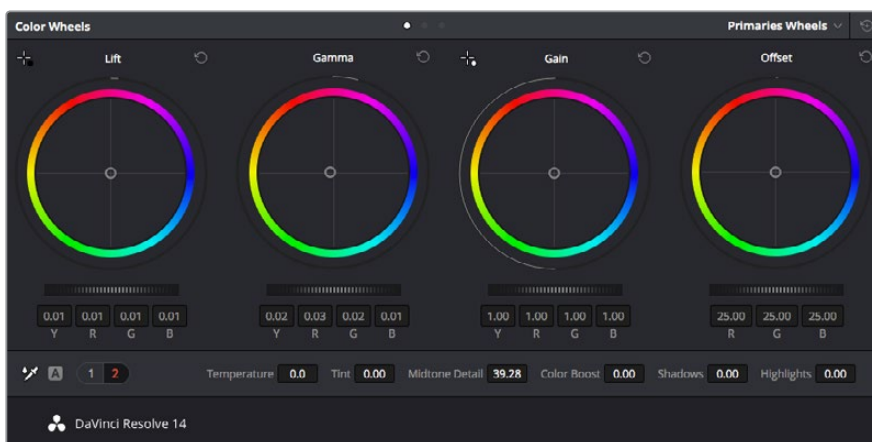 Color Wheels Primaries Wheels
Lift Gamma Gain Offset
0.01 0.01 0.01 0.01 0.02 0.03 0.02 0.01 1.00 1.00 1.00 1.00 25.00 25.00 25.00
Y R G B Y R G B Y R G B R G B
A 1 2 Temperature 0.0 Tint 0.00 Midtone Detail 39.28 Color Boost 0.00 Shadows 0.00 Highlights 0.00
DaVinci Resolve 14